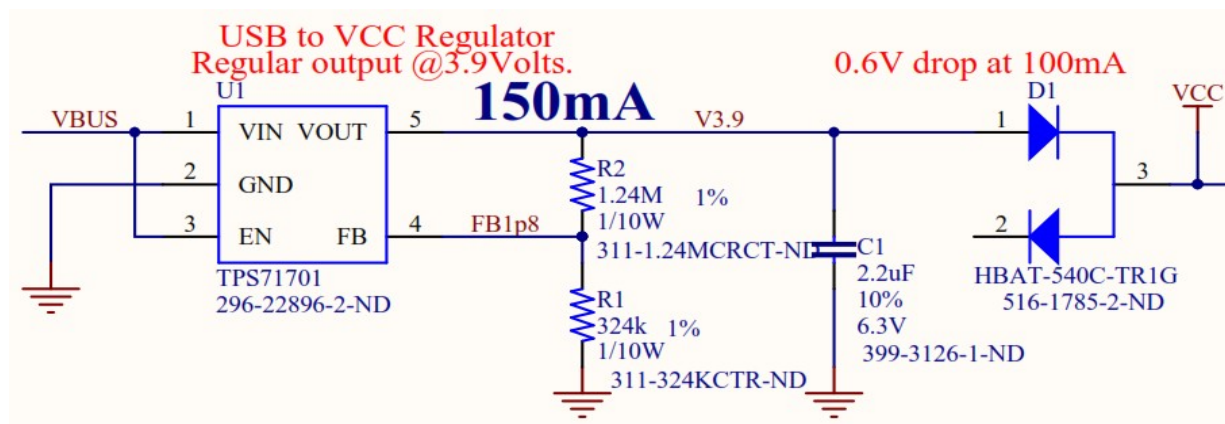 USB to VCC Regulator
Regular output @3.9Volts.
0.6V drop at 100mA
U1
150mA
D1
VCC
VBUS
1
VIN
VOUT
5
V3.9
1
2
GND
R2
1.24M
1%
1/10W
3
3
EN
FB
4
FB1p8
2
311-1.24MCRCT-ND
C1
2.2uF
10%
6.3V
399-3126-1-ND
HBAT-540C-TR1G
516-1785-2-ND
TPS71701
296-22896-2-ND
R1
324k
1%
1/10W
311-324KCTR-ND